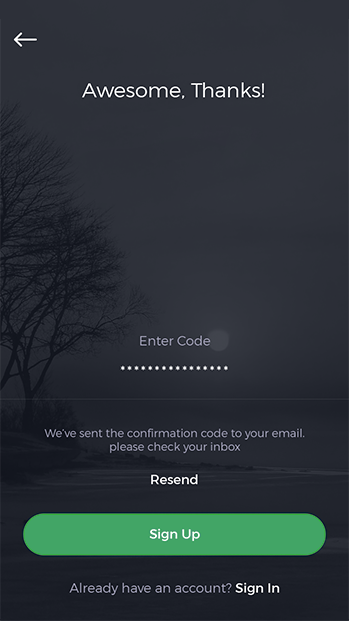 Awesome, Thanks!
Enter Code
We've sent the confirmation code to your email.
please check your inbox
Resend
Sign Up
Already have an account? Sign In